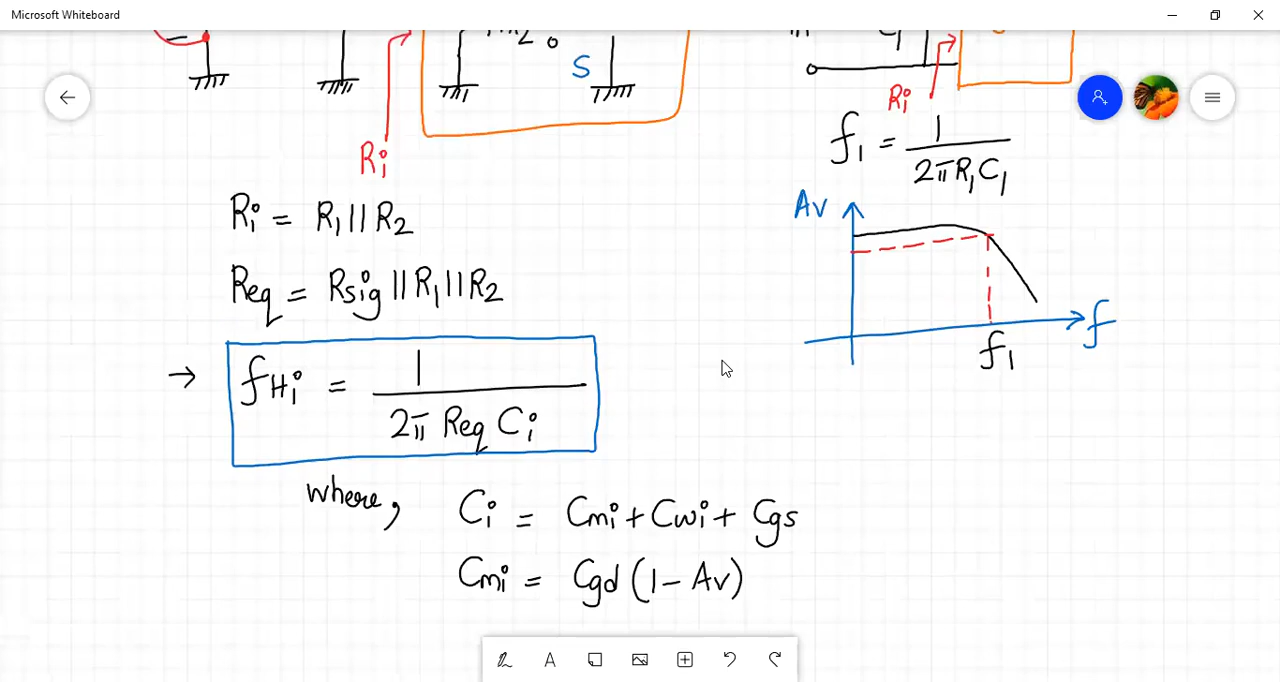 Microsoft Whiteboard
S
Ri
Ri
f1 = 1 / 2π R1 C1
Av
f
f1
Ri = R1 || R2
Req = Rsig || R1 || R2
→ fHi = 1 / 2π Req Ci
where, Ci = Cmi + Cwi + Cgs
Cmi = Cgd (1 - Av)
A